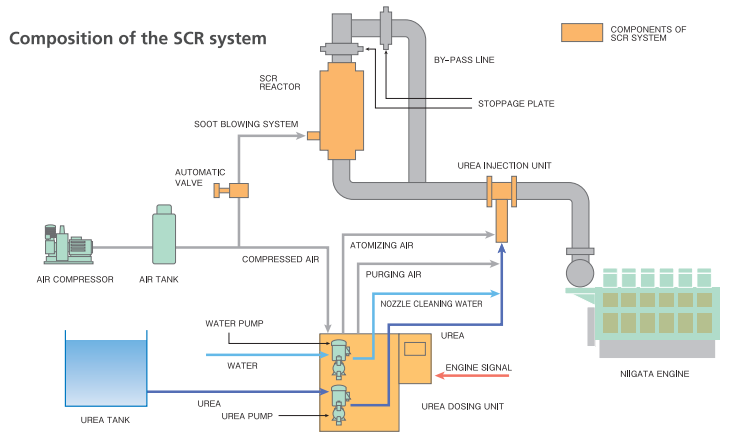 Composition of the SCR system
COMPONENTS OF
SCR SYSTEM
BY-PASS LINE
SCR
REACTOR
STOPPAGE PLATE
SOOT BLOWING SYSTEM
UREA INJECTION UNIT
AUTOMATIC
VALVE
ATOMIZING AIR
COMPRESSED AIR
PURGING AIR
AIR COMPRESSOR
AIR TANK
NOZZLE CLEANING WATER
WATER PUMP
UREA
WATER
ENGINE SIGNAL
NIIGATA ENGINE
UREA
UREA DOSING UNIT
UREA TANK
UREA PUMP